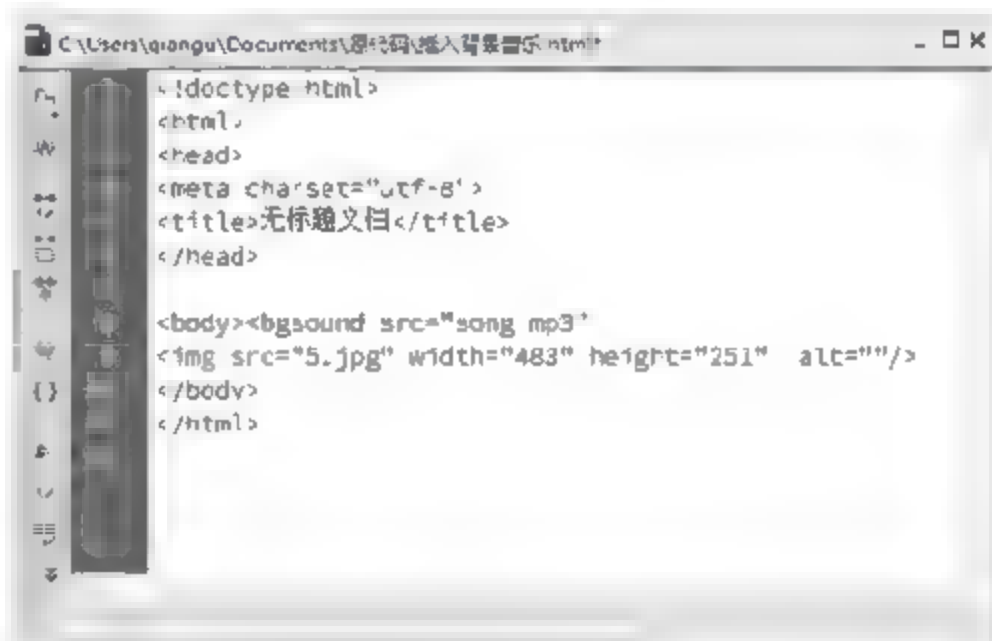 C:\Users\qiangu\Documents\源代码\插入背景音乐.html*
<!doctype html>
<html>
<head>
<meta charset="utf-8">
<title>无标题文档</title>
</head>
<body><bgsound src="song mp3"
<img src="5.jpg" width="483" height="251" alt=""/>
</body>
</html>